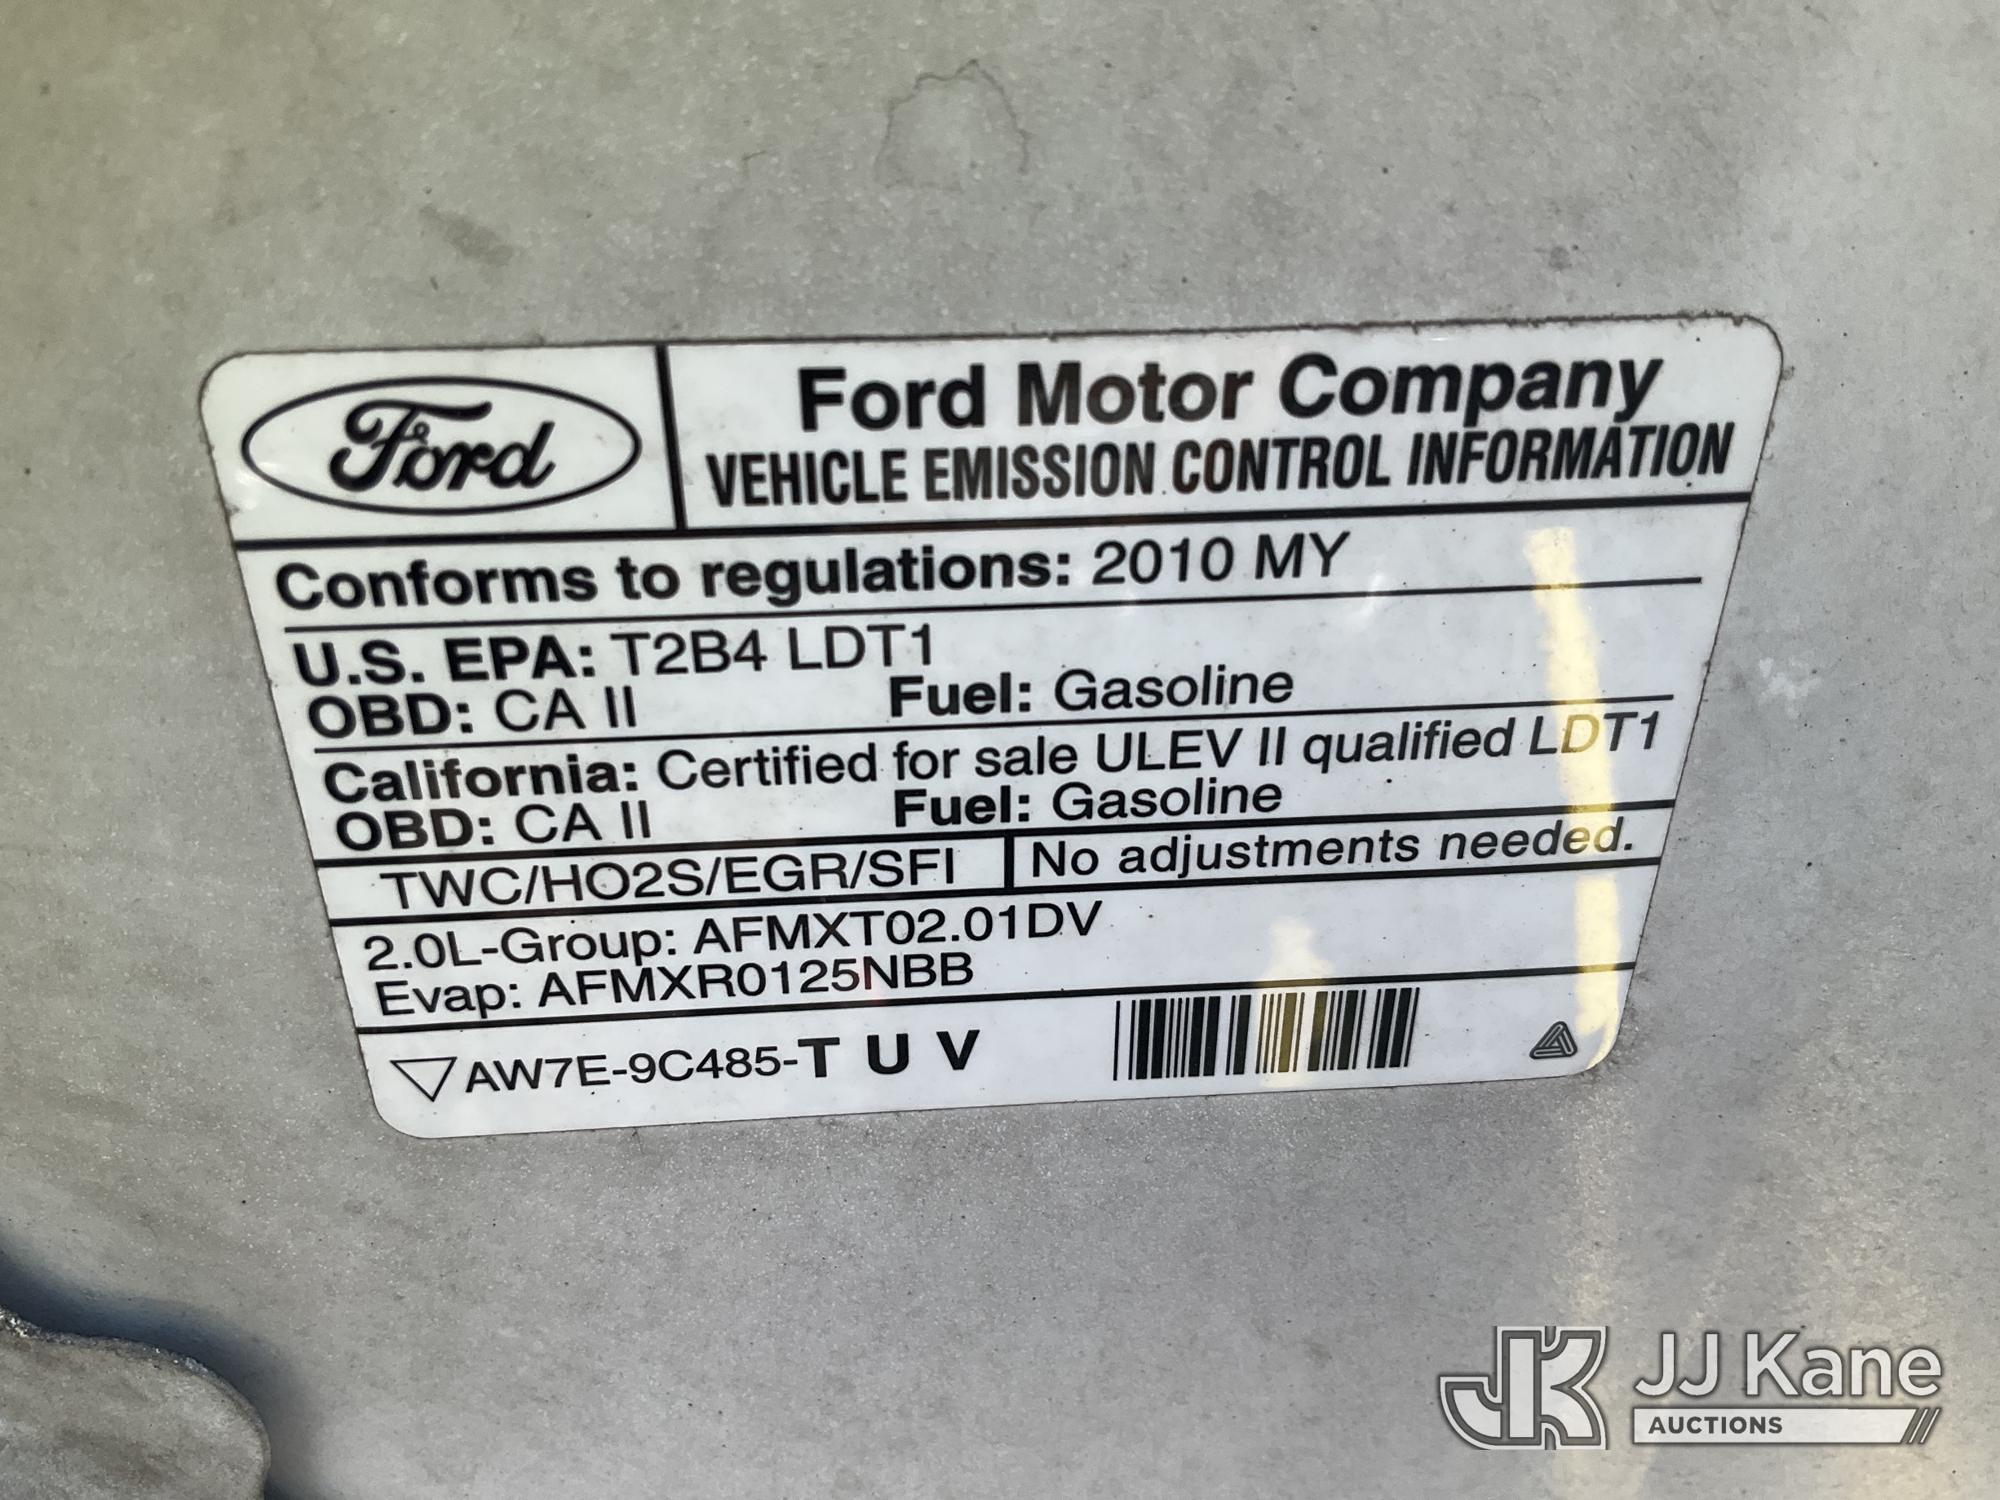 Ford
Ford Motor Company
VEHICLE EMISSION CONTROL INFORMATION
Conforms to regulations: 2010 MY
U.S. EPA: T2B4 LDT1
OBD: CA II Fuel: Gasoline
California: Certified for sale ULEV II qualified LDT1
OBD: CA II Fuel: Gasoline
TWC/HO2S/EGR/SFI No adjustments needed.
2.0L-Group: AFMXT02.01DV
Evap: AFMXR0125NBB
AW7E-9C485-T U V
JK JJ Kane
AUCTIONS